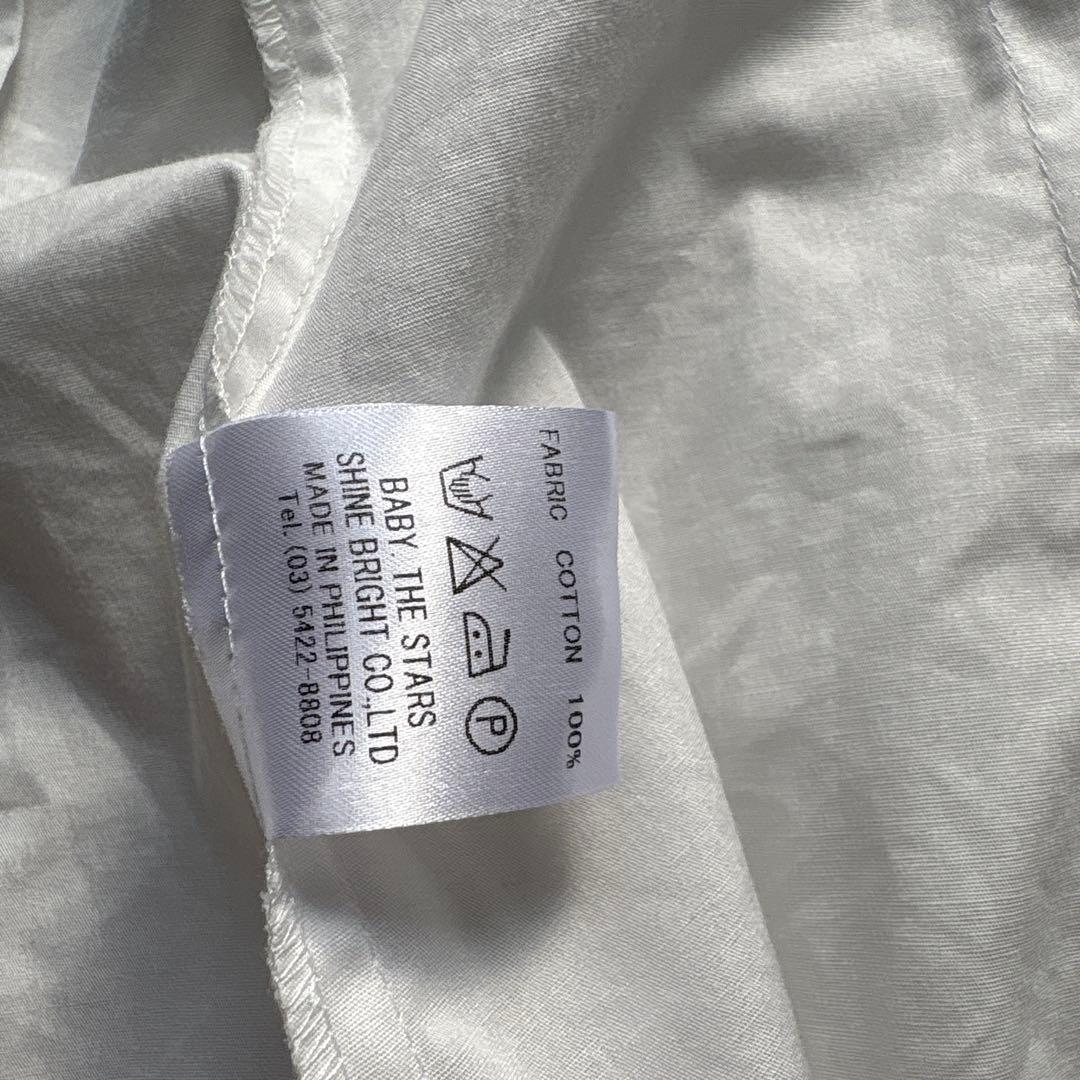 FABRIC COTTON 100%
P
BABY, THE STARS
SHINE BRIGHT CO.,LTD
MADE IN PHILIPPINES
Tel. (03) 5422-8808